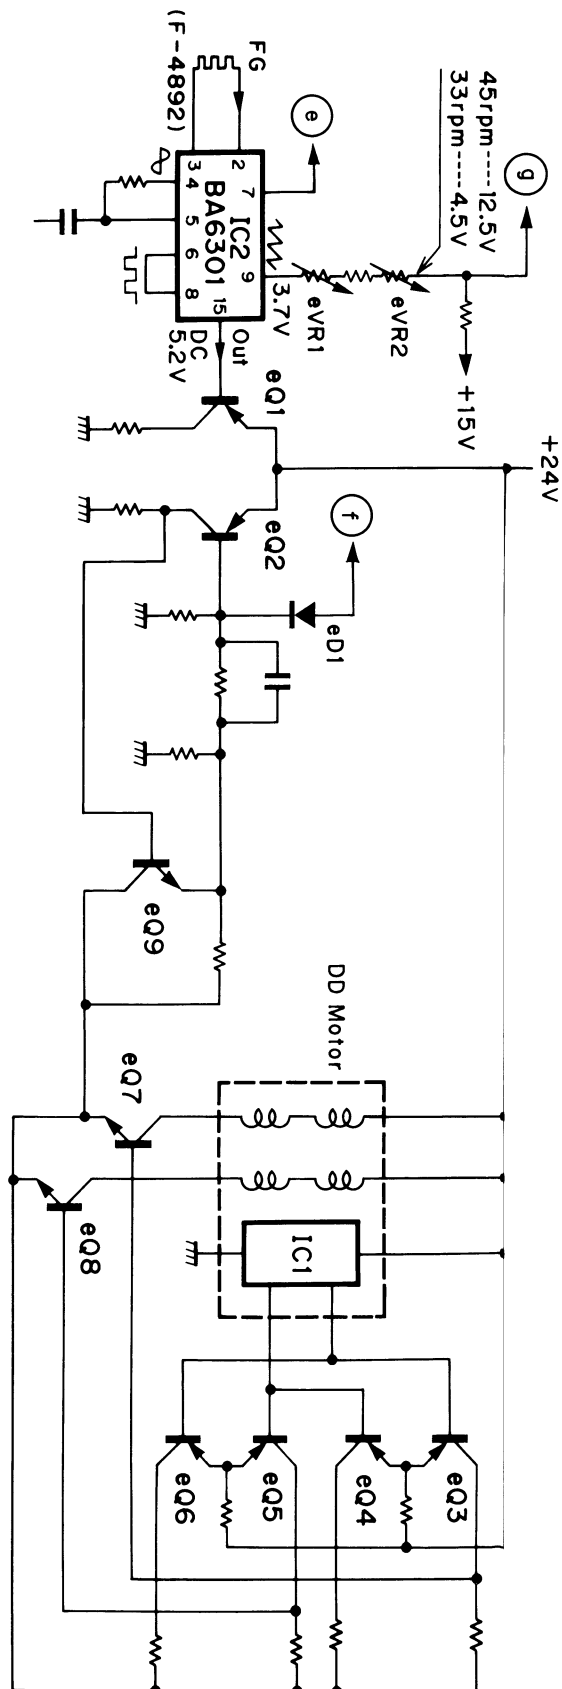 45rpm----12.5V
33rpm----4.5V
g
+15V
e
FG
(F-4892)
2
3
7
4
IC2
BA6301
5
9
6
8
15
3.7V
eVR1
eVR2
Out
DC
5.2V
eQ1
+24V
eQ2
f
eD1
eQ9
DD Motor
eQ7
eQ8
IC1
eQ3
eQ4
eQ5
eQ6